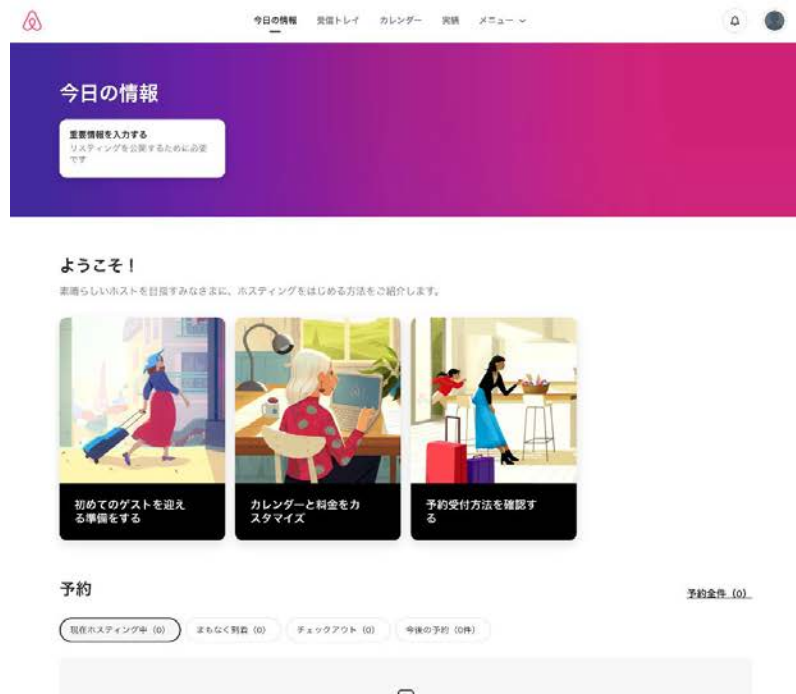 今日の情報
受信トレイ
カレンダー
実績
メニュー
今日の情報
重要情報を入力する
リスティングを公開するために必要
です
ようこそ！
素晴らしいホストを目指すみなさまに、ホスティングをはじめる方法をご紹介します。
初めてのゲストを迎え
る準備をする
カレンダーと料金をカ
スタマイズ
予約受付方法を確認す
る
予約
予約全件 (0)
現在ホスティング中 (0)
まもなく到着 (0)
チェックアウト (0)
今後の予約 (0件)